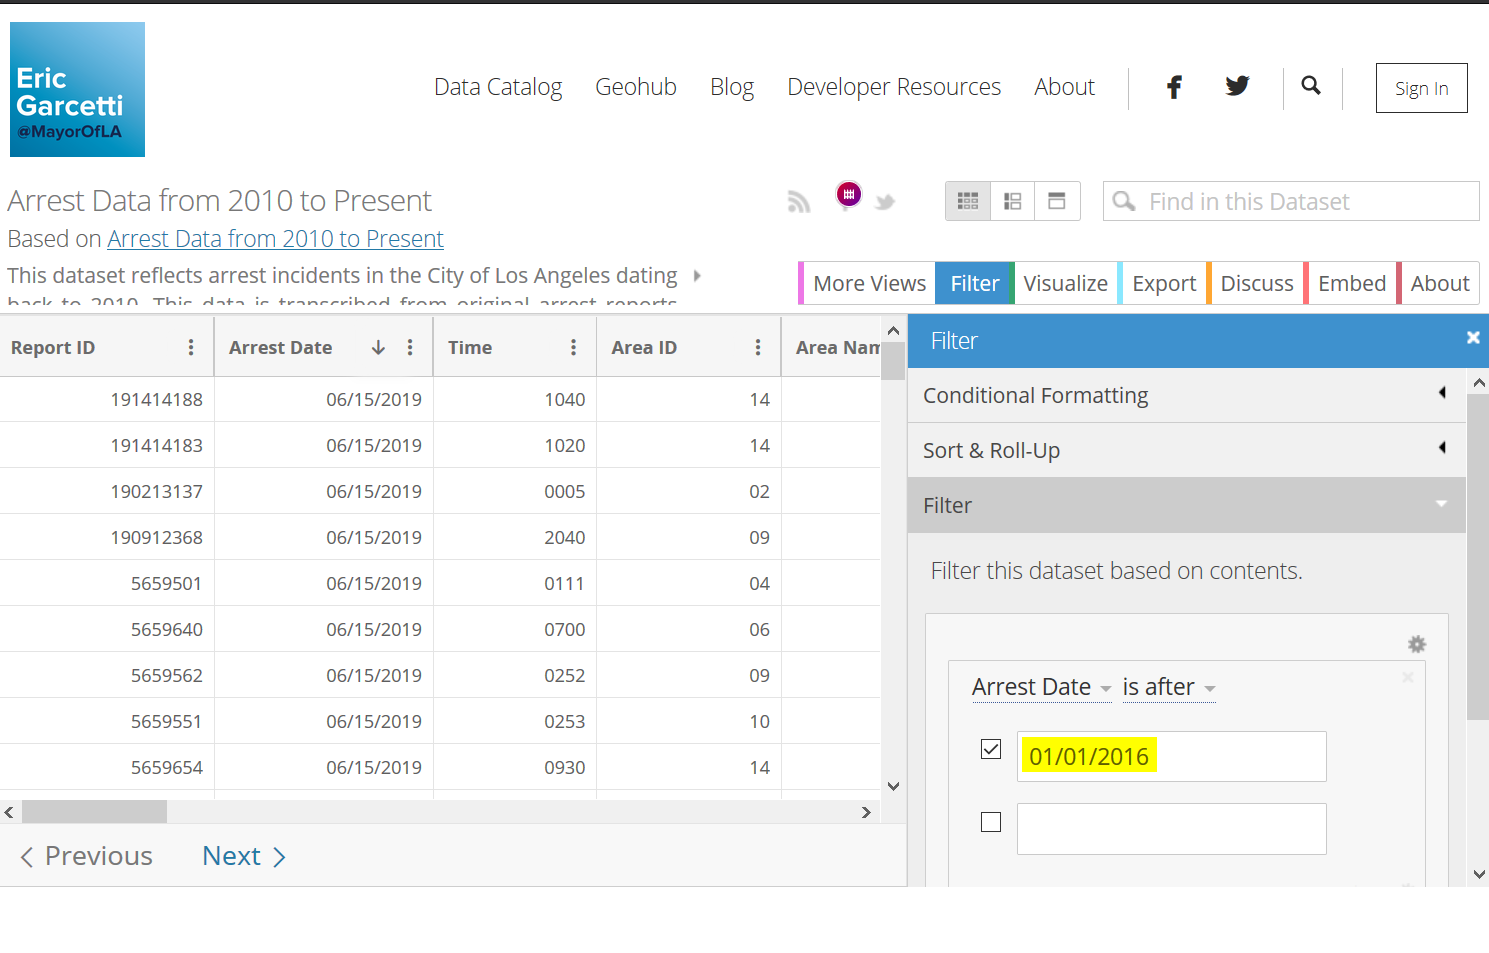 Eric
Garcetti
@MayorOfLA
Data Catalog Geohub Blog Developer Resources About Sign In
Arrest Data from 2010 to Present
Based on Arrest Data from 2010 to Present
This dataset reflects arrest incidents in the City of Los Angeles dating
back to 2010. This data is transcribed from original arrest reports
Find in this Dataset
More Views Filter Visualize Export Discuss Embed About
Report ID Arrest Date Time Area ID Area Nam
191414188 06/15/2019 1040 14
191414183 06/15/2019 1020 14
190213137 06/15/2019 0005 02
190912368 06/15/2019 2040 09
5659501 06/15/2019 0111 04
5659640 06/15/2019 0700 06
5659562 06/15/2019 0252 09
5659551 06/15/2019 0253 10
5659654 06/15/2019 0930 14
Previous Next
Filter
Conditional Formatting
Sort & Roll-Up
Filter
Filter this dataset based on contents.
Arrest Date is after
01/01/2016